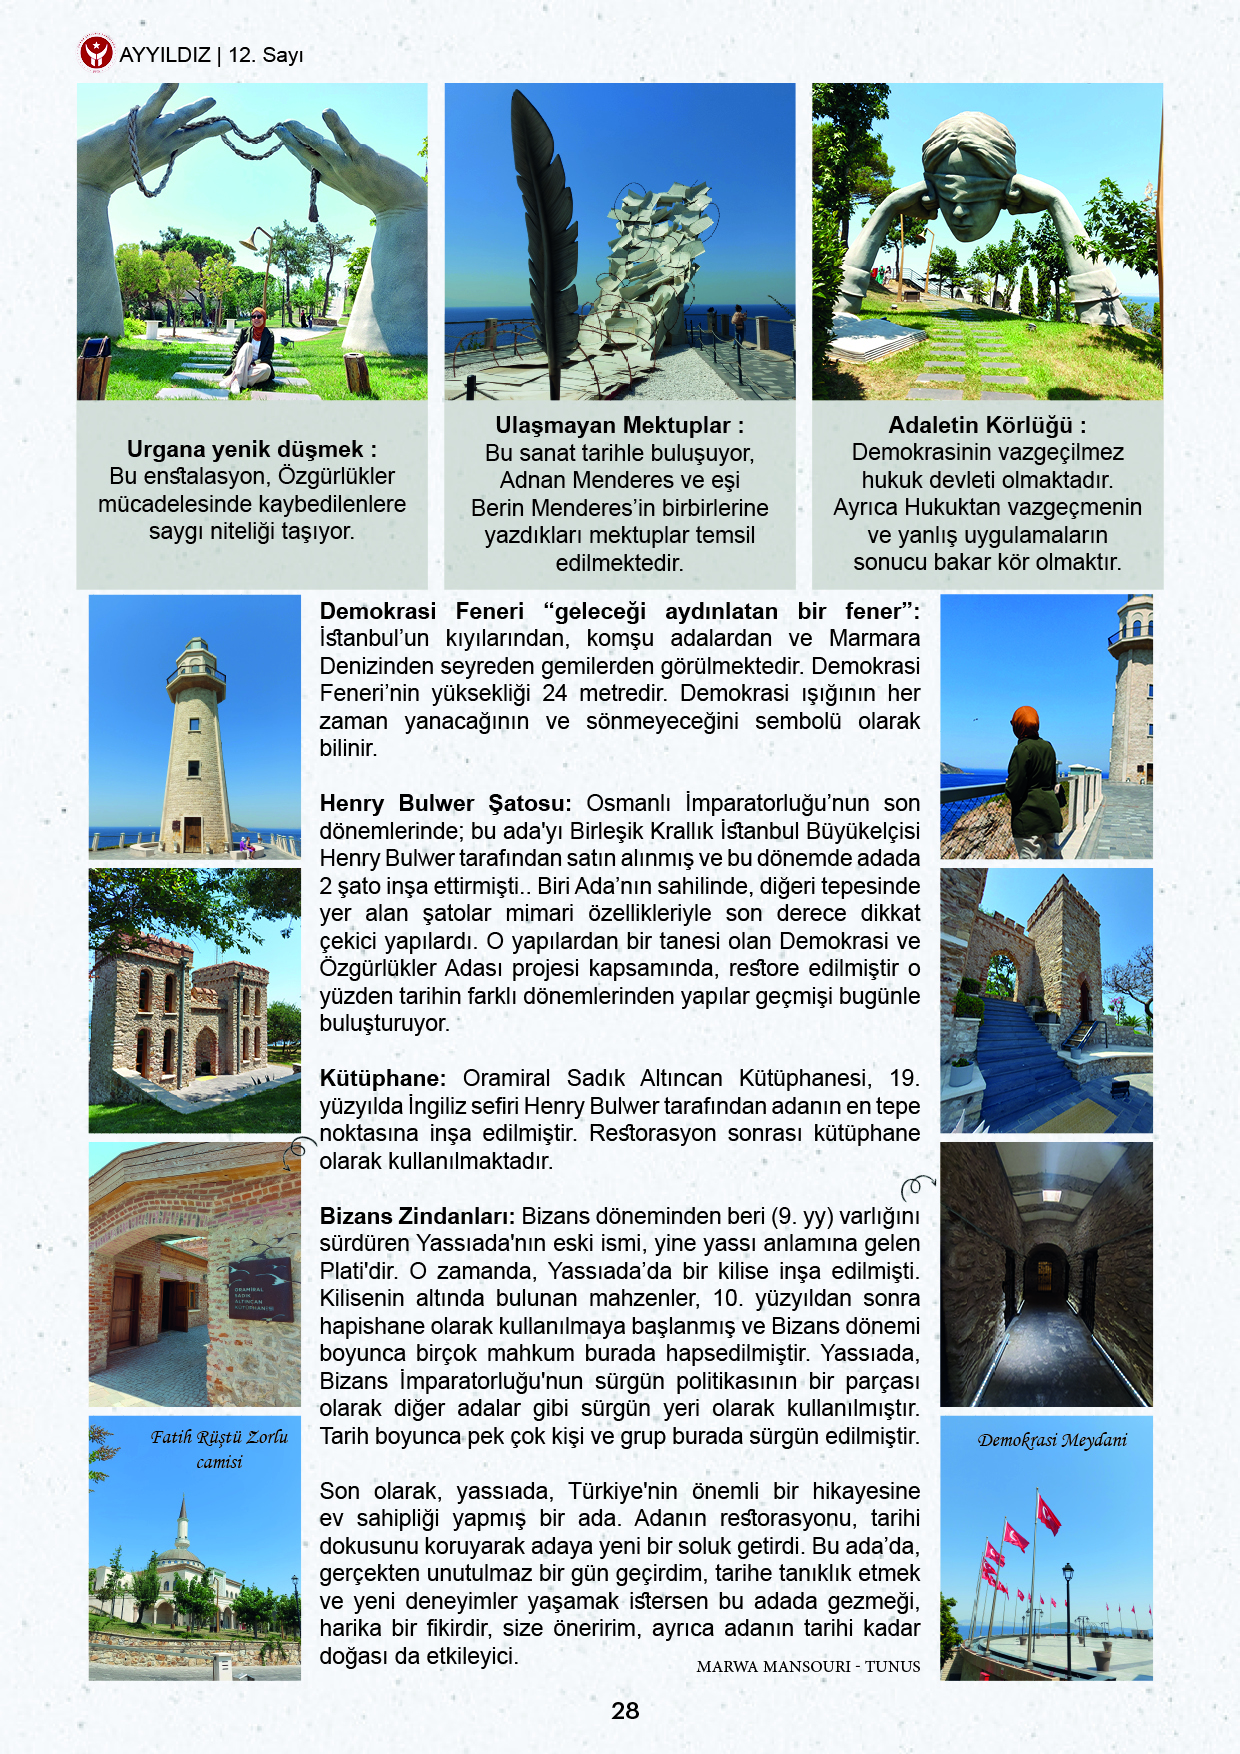 AYYILDIZ | 12. Sayı
Urgana yenik düşmek :
Bu enstalasyon, Özgürlükler
mücadelesinde kaybedilenlere
saygı niteliği taşıyor.
Ulaşmayan Mektuplar :
Bu sanat tarihle buluşuyor,
Adnan Menderes ve eşi
Berin Menderes’in birbirlerine
yazdıkları mektuplar temsil
edilmektedir.
Adaletin Körlüğü :
Demokrasinin vazgeçilmez
hukuk devleti olmaktadır.
Ayrıca Hukuktan vazgeçmenin
ve yanlış uygulamaların
sonucu bakar kör olmaktır.
Demokrasi Feneri “geleceği aydınlatan bir fener”:
İstanbul’un kıyılarından, komşu adalardan ve Marmara
Denizinden seyreden gemilerden görülmektedir. Demokrasi
Feneri’nin yüksekliği 24 metredir. Demokrasi ışığının her
zaman yanacağının ve sönmeyeceğini sembolü olarak
bilinir.
Henry Bulwer Şatosu: Osmanlı İmparatorluğu’nun son
dönemlerinde; bu ada'yı Birleşik Krallık İstanbul Büyükelçisi
Henry Bulwer tarafından satın alınmış ve bu dönemde adada
2 şato inşa ettirmişti.. Biri Ada’nın sahilinde, diğeri tepesinde
yer alan şatolar mimari özellikleriyle son derece dikkat
çekici yapılardı. O yapılardan bir tanesi olan Demokrasi ve
Özgürlükler Adası projesi kapsamında, restore edilmiştir o
yüzden tarihin farklı dönemlerinden yapılar geçmişi bugünle
buluşturuyor.
Kütüphane: Oramiral Sadık Altıncan Kütüphanesi, 19.
yüzyılda İngiliz sefiri Henry Bulwer tarafından adanın en tepe
noktasına inşa edilmiştir. Restorasyon sonrası kütüphane
olarak kullanılmaktadır.
ORAMİRAL
SADIK
ALTINCAN
KÜTÜPHANESİ
Bizans Zindanları: Bizans döneminden beri (9. yy) varlığını
sürdüren Yassıada'nın eski ismi, yine yassı anlamına gelen
Plati'dir. O zamanda, Yassıada’da bir kilise inşa edilmişti.
Kilisenin altında bulunan mahzenler, 10. yüzyıldan sonra
hapishane olarak kullanılmaya başlanmış ve Bizans dönemi
boyunca birçok mahkum burada hapsedilmiştir. Yassıada,
Bizans İmparatorluğu'nun sürgün politikasının bir parçası
olarak diğer adalar gibi sürgün yeri olarak kullanılmıştır.
Tarih boyunca pek çok kişi ve grup burada sürgün edilmiştir.
Fatih Rüştü Zorlu
camisi
Demokrasi Meydani
Son olarak, yassıada, Türkiye'nin önemli bir hikayesine
ev sahipliği yapmış bir ada. Adanın restorasyonu, tarihi
dokusunu koruyarak adaya yeni bir soluk getirdi. Bu ada’da,
gerçekten unutulmaz bir gün geçirdim, tarihe tanıklık etmek
ve yeni deneyimler yaşamak istersen bu adada gezmeği,
harika bir fikirdir, size öneririm, ayrıca adanın tarihi kadar
doğası da etkileyici.
MARWA MANSOURI - TUNUS
28